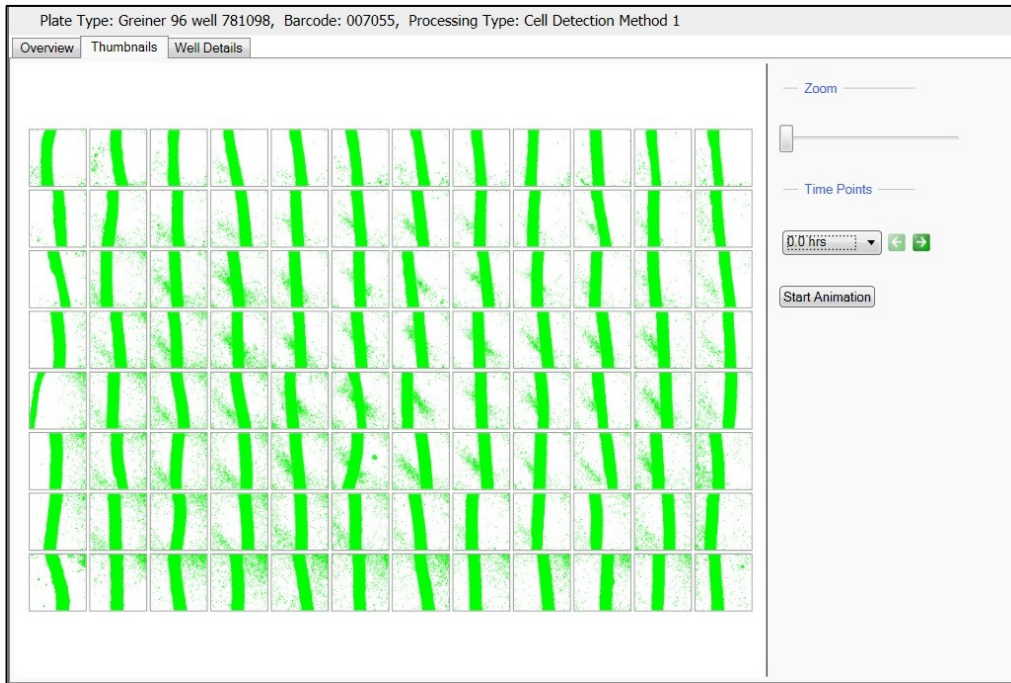 Plate Type: Greiner 96 well 781098, Barcode: 007055, Processing Type: Cell Detection Method 1
Overview Thumbnails Well Details
Zoom
Time Points
0.0 hrs
Start Animation